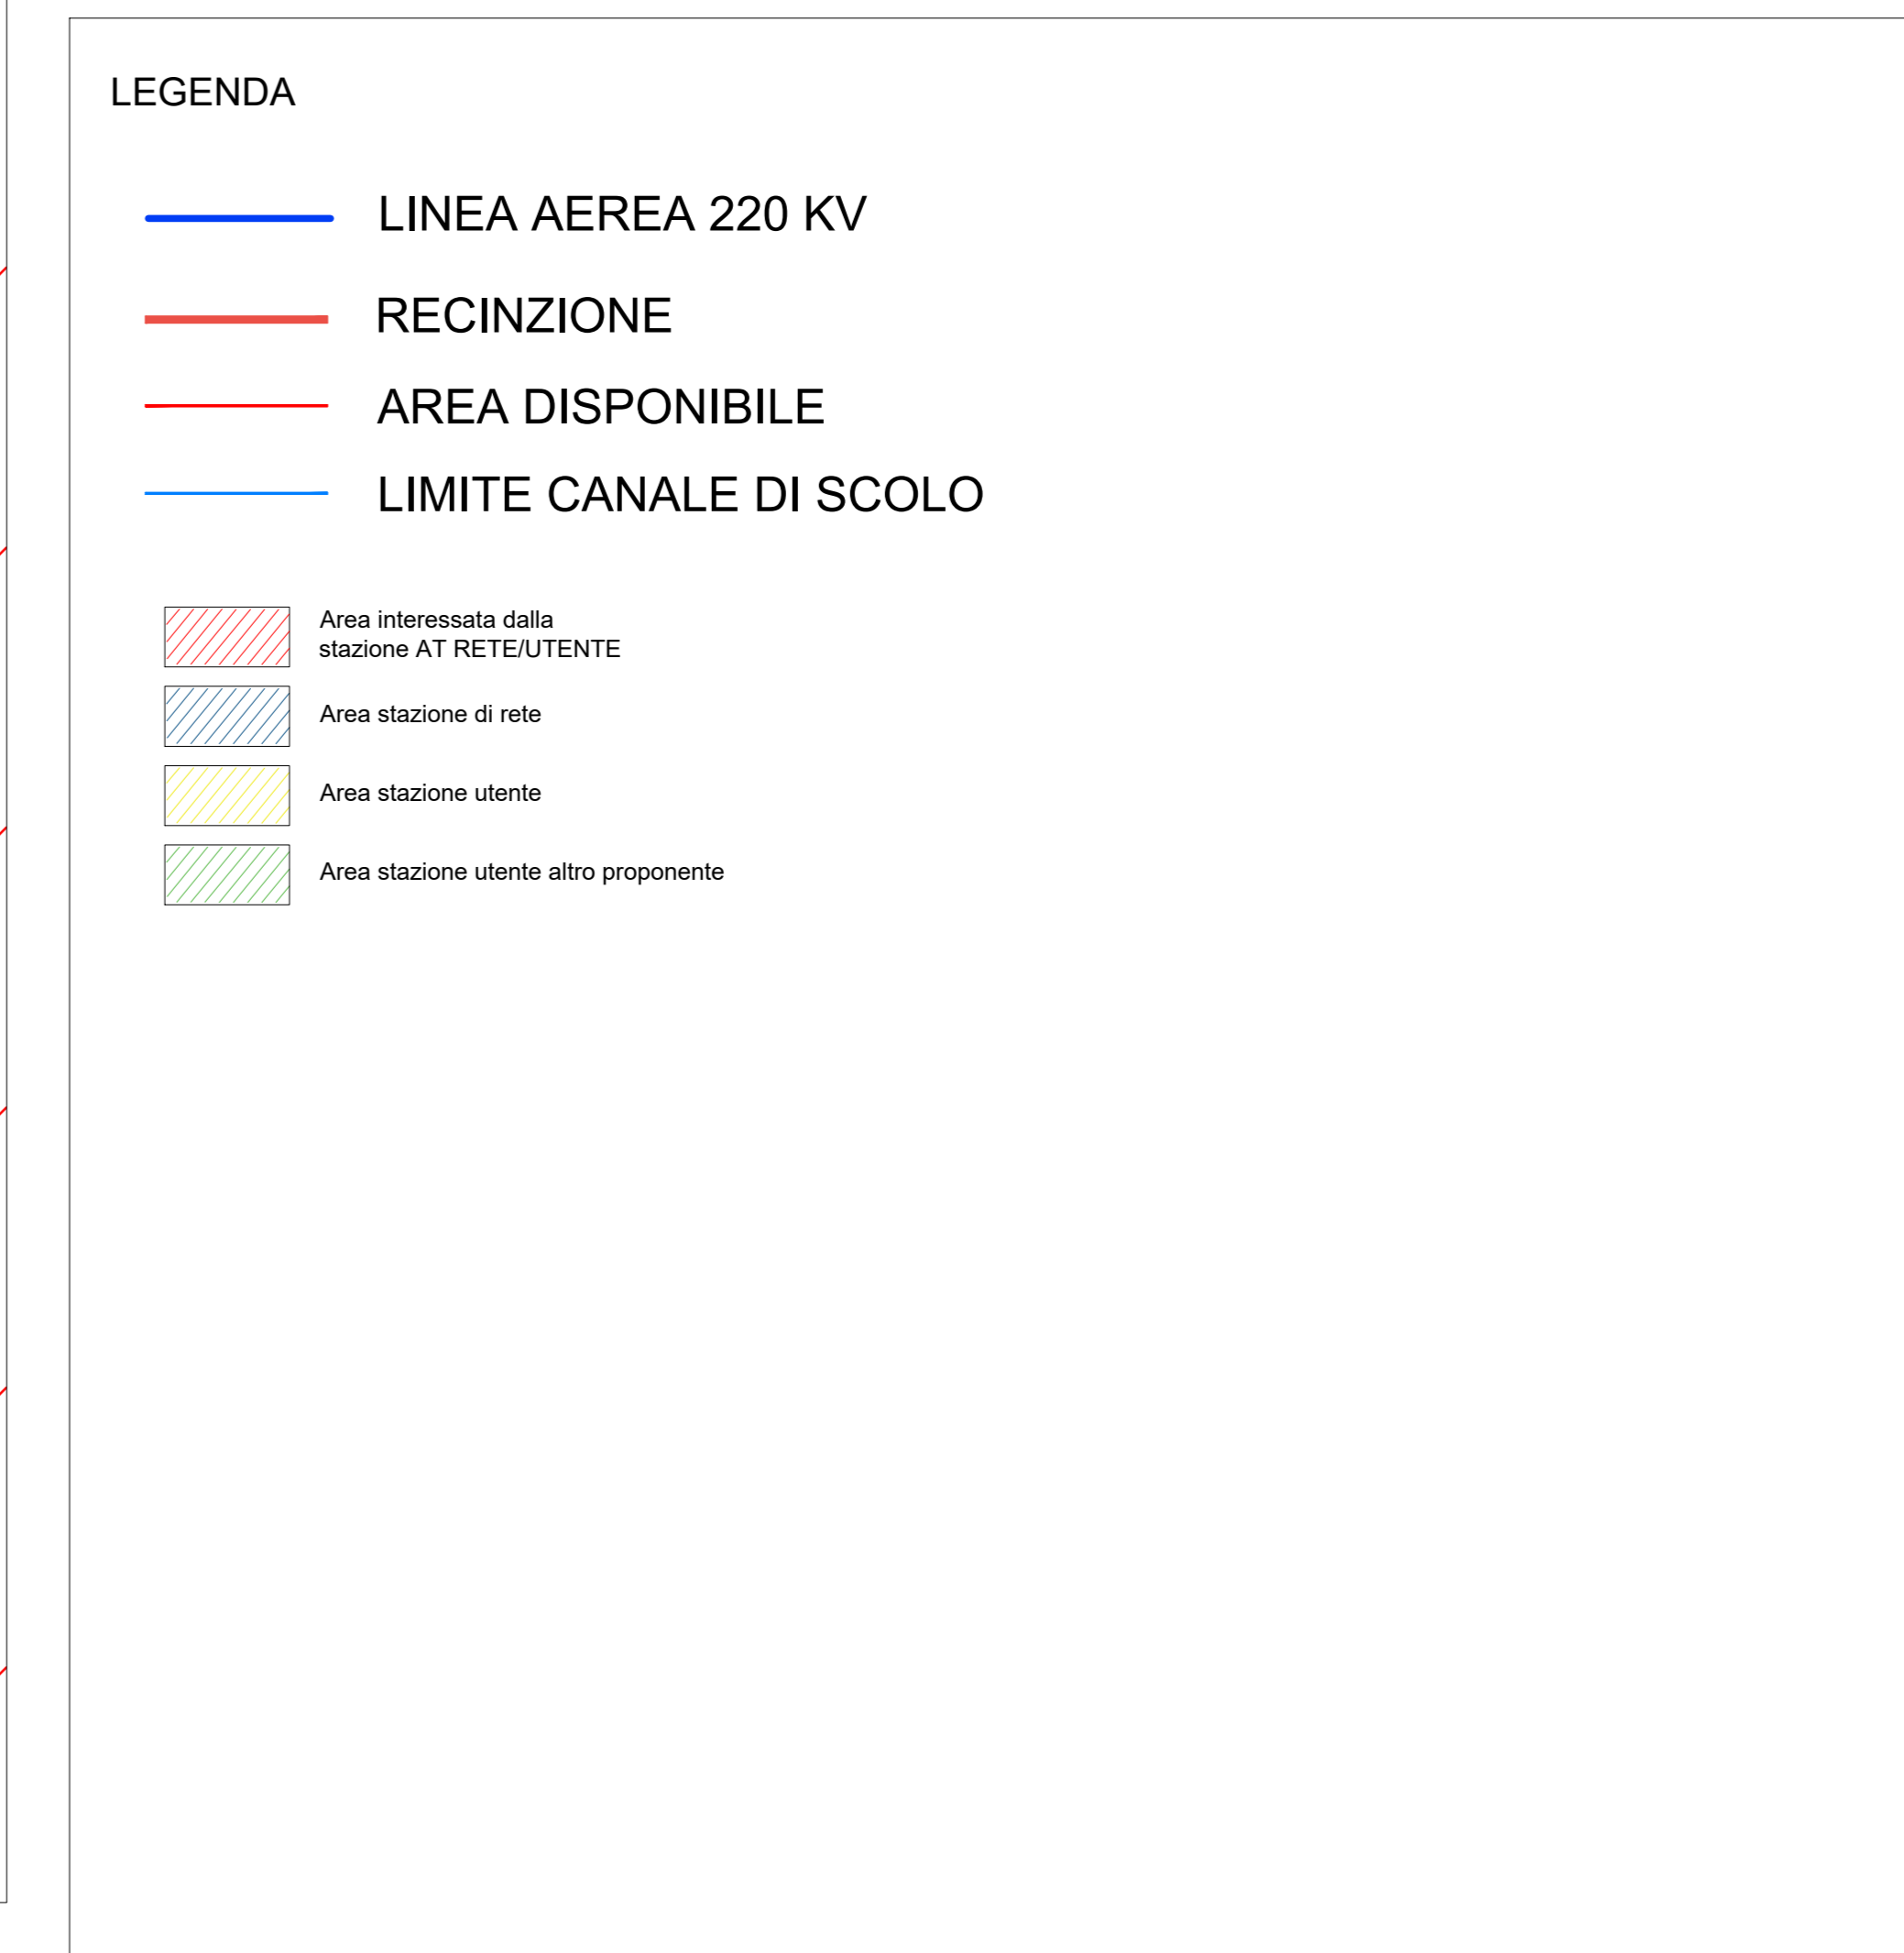 LEGENDA
LINEA AEREA 220 KV
RECINZIONE
AREA DISPONIBILE
LIMITE CANALE DI SCOLO
Area interessata dalla
stazione AT RETE/UTENTE
Area stazione di rete
Area stazione utente
Area stazione utente altro proponente